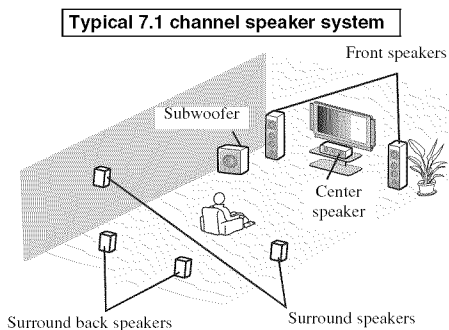 Typical 7.1 channel speaker system
Front speakers
Subwoofer
Center
speaker
Surround back speakers
Surround speakers